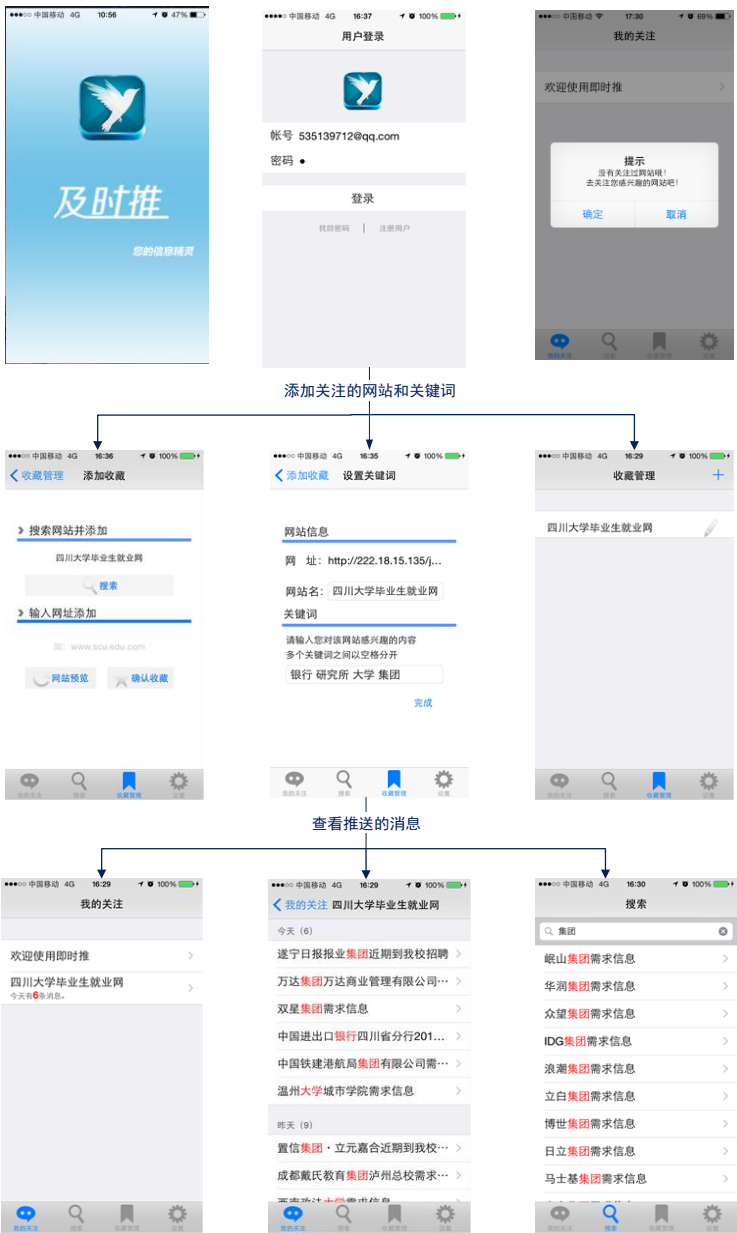 中国移动 4G 10:56 47%
及时推
您的信息精灵
中国移动 4G 16:37 100%
用户登录
帐号 535139712@qq.com
密码 ●
登录
找回密码 | 注册用户
中国移动 17:30 69%
我的关注
欢迎使用即时推
提示
没有关注过网站哦!
去关注您感兴趣的网站吧!
确定 取消
我的关注 搜索 收藏管理 设置
添加关注的网站和关键词
中国移动 4G 16:36 100%
收藏管理 添加收藏
搜索网站并添加
四川大学毕业生就业网
搜索
输入网址添加
如: www.scu.edu.com
网站预览 确认收藏
我的关注 搜索 收藏管理 设置
中国移动 4G 16:35 100%
添加收藏 设置关键词
网站信息
网 址: http://222.18.15.135/j...
网站名: 四川大学毕业生就业网
关键词
请输入您对该网站感兴趣的内容
多个关键词之间以空格分开
银行 研究所 大学 集团
完成
我的关注 搜索 收藏管理 设置
中国移动 4G 16:29 100%
收藏管理 +
四川大学毕业生就业网
我的关注 搜索 收藏管理 设置
查看推送的消息
中国移动 4G 16:29 100%
我的关注
欢迎使用即时推
四川大学毕业生就业网
今天有6条消息。
我的关注 搜索 收藏管理 设置
中国移动 4G 16:29 100%
我的关注 四川大学毕业生就业网
今天 (6)
遂宁日报报业集团近期到我校招聘
万达集团万达商业管理有限公司···
双星集团需求信息
中国进出口银行四川省分行201...
中国铁建港航局集团有限公司需···
温州大学城市学院需求信息
昨天 (9)
置信集团·立元嘉合近期到我校···
成都戴氏教育集团泸州总校需求···
西南政法大学需求信息
我的关注 搜索 收藏管理 设置
中国移动 4G 16:30 100%
搜索
集团
岷山集团需求信息
华润集团需求信息
众望集团需求信息
IDG集团需求信息
浪潮集团需求信息
立白集团需求信息
博世集团需求信息
日立集团需求信息
马士基集团需求信息
我的关注 搜索 收藏管理 设置